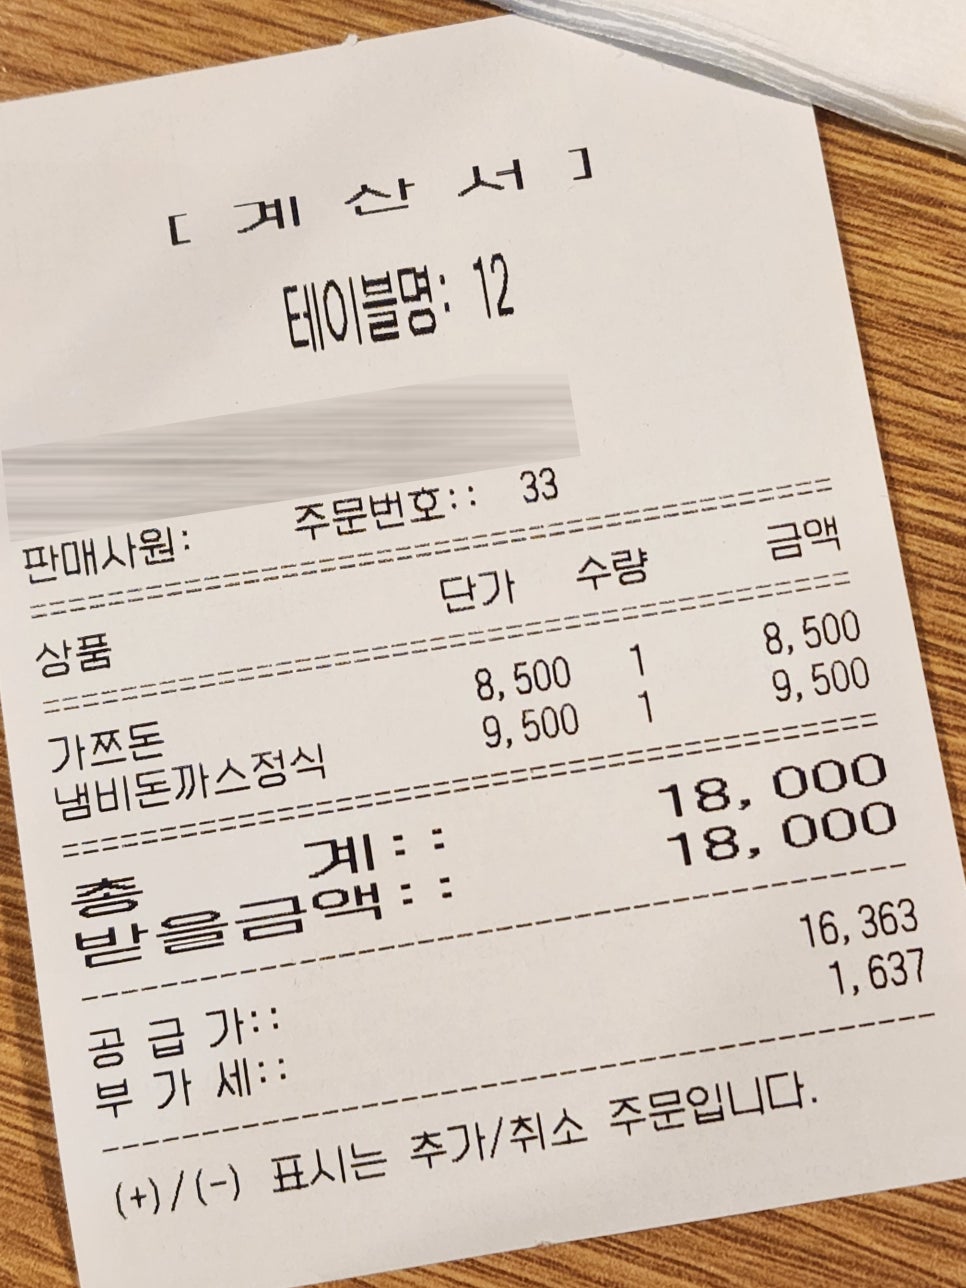 [ 계 산 서 ]
테이블명: 12
판매사원: 주문번호:: 33
==================================================
상품 단가 수량 금액
==================================================
가쯔돈 8,500 1 8,500
냄비돈까스정식 9,500 1 9,500
==================================================
총 계:: 18,000
받을금액:: 18,000
--------------------------------------------------
공 급 가:: 16,363
부 가 세:: 1,637
--------------------------------------------------
(+)/(-) 표시는 추가/취소 주문입니다.